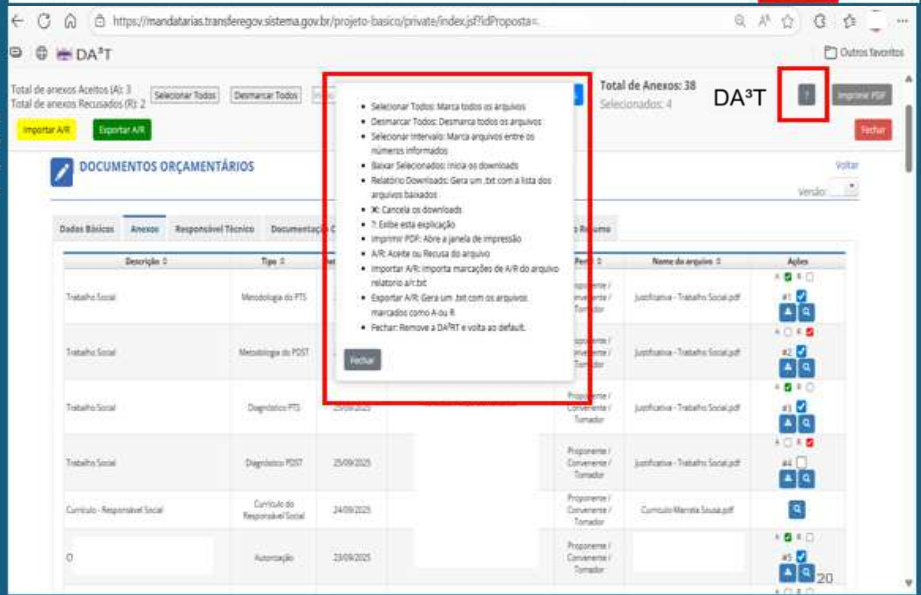 https://mandatarias.transferegov.sistema.gov.br/projeto-basico/private/index.jsf?idProposta=
DA³T
Outros favoritos
Total de anexos Aceitos (A): 3
Total de anexos Recusados (R): 2
Selecionar Todos
Desmarcar Todos
Total de Anexos: 38
Selecionados: 4
DA³T
?
Imprimir PDF
Importar A/R
Exportar A/R
Fechar
• Selecionar Todos: Marca todos os arquivos
• Desmarcar Todos: Desmarca todos os arquivos
• Selecionar Intervalo: Marca arquivos entre os
números informados
• Baixar Selecionados: Inicia os downloads
• Relatório Downloads: Gera um .txt com a lista dos
arquivos baixados
• ✖: Cancela os downloads
• ?: Exibe esta explicação
• Imprimir PDF: Abre a janela de impressão
• A/R: Aceite ou Recusa do arquivo
• Importar A/R: Importa marcações de A/R do arquivo
relatorio a/r.txt
• Exportar A/R: Gera um .txt com os arquivos
marcados como A ou R
• Fechar: Remove a DA³RT e volta ao default.
Fechar
DOCUMENTOS ORÇAMENTÁRIOS
Voltar
Versão:
Dados Básicos Anexos Responsável Técnico Resumo
Descrição Tipo Nome do arquivo Ações
Trabalho Social Metodologia do PTS Proponente / Convenente / Tomador Justificativa - Trabalho Social.pdf A R #1
Trabalho Social Metodologia do PDST Proponente / Convenente / Tomador Justificativa - Trabalho Social.pdf A R #2
Trabalho Social Diagnóstico PTS 25/09/2025 Proponente / Convenente / Tomador Justificativa - Trabalho Social.pdf A R #3
Trabalho Social Diagnóstico PDST 25/09/2025 Proponente / Convenente / Tomador Justificativa - Trabalho Social.pdf A R #4
Currículo - Responsável Social Currículo do Responsável Social 24/09/2025 Proponente / Convenente / Tomador Curriculo Marcela Sousa.pdf
O Autorização 23/09/2025 Proponente / Convenente / Tomador A R #5
20